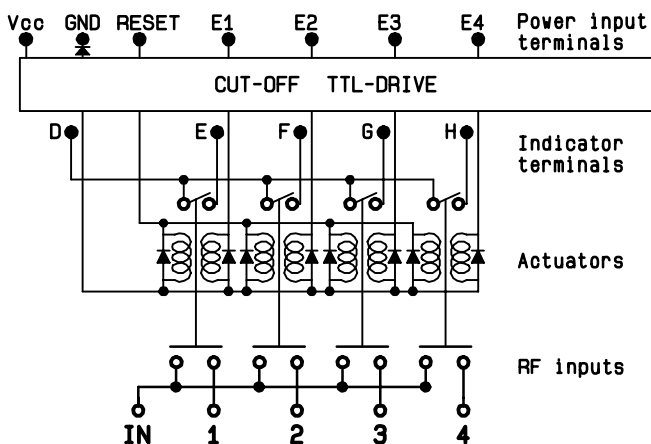 Vcc GND RESET E1 E2 E3 E4 Power input
terminals
CUT-OFF TTL-DRIVE
D E F G H
Indicator
terminals
Actuators
RF inputs
IN 1 2 3 4